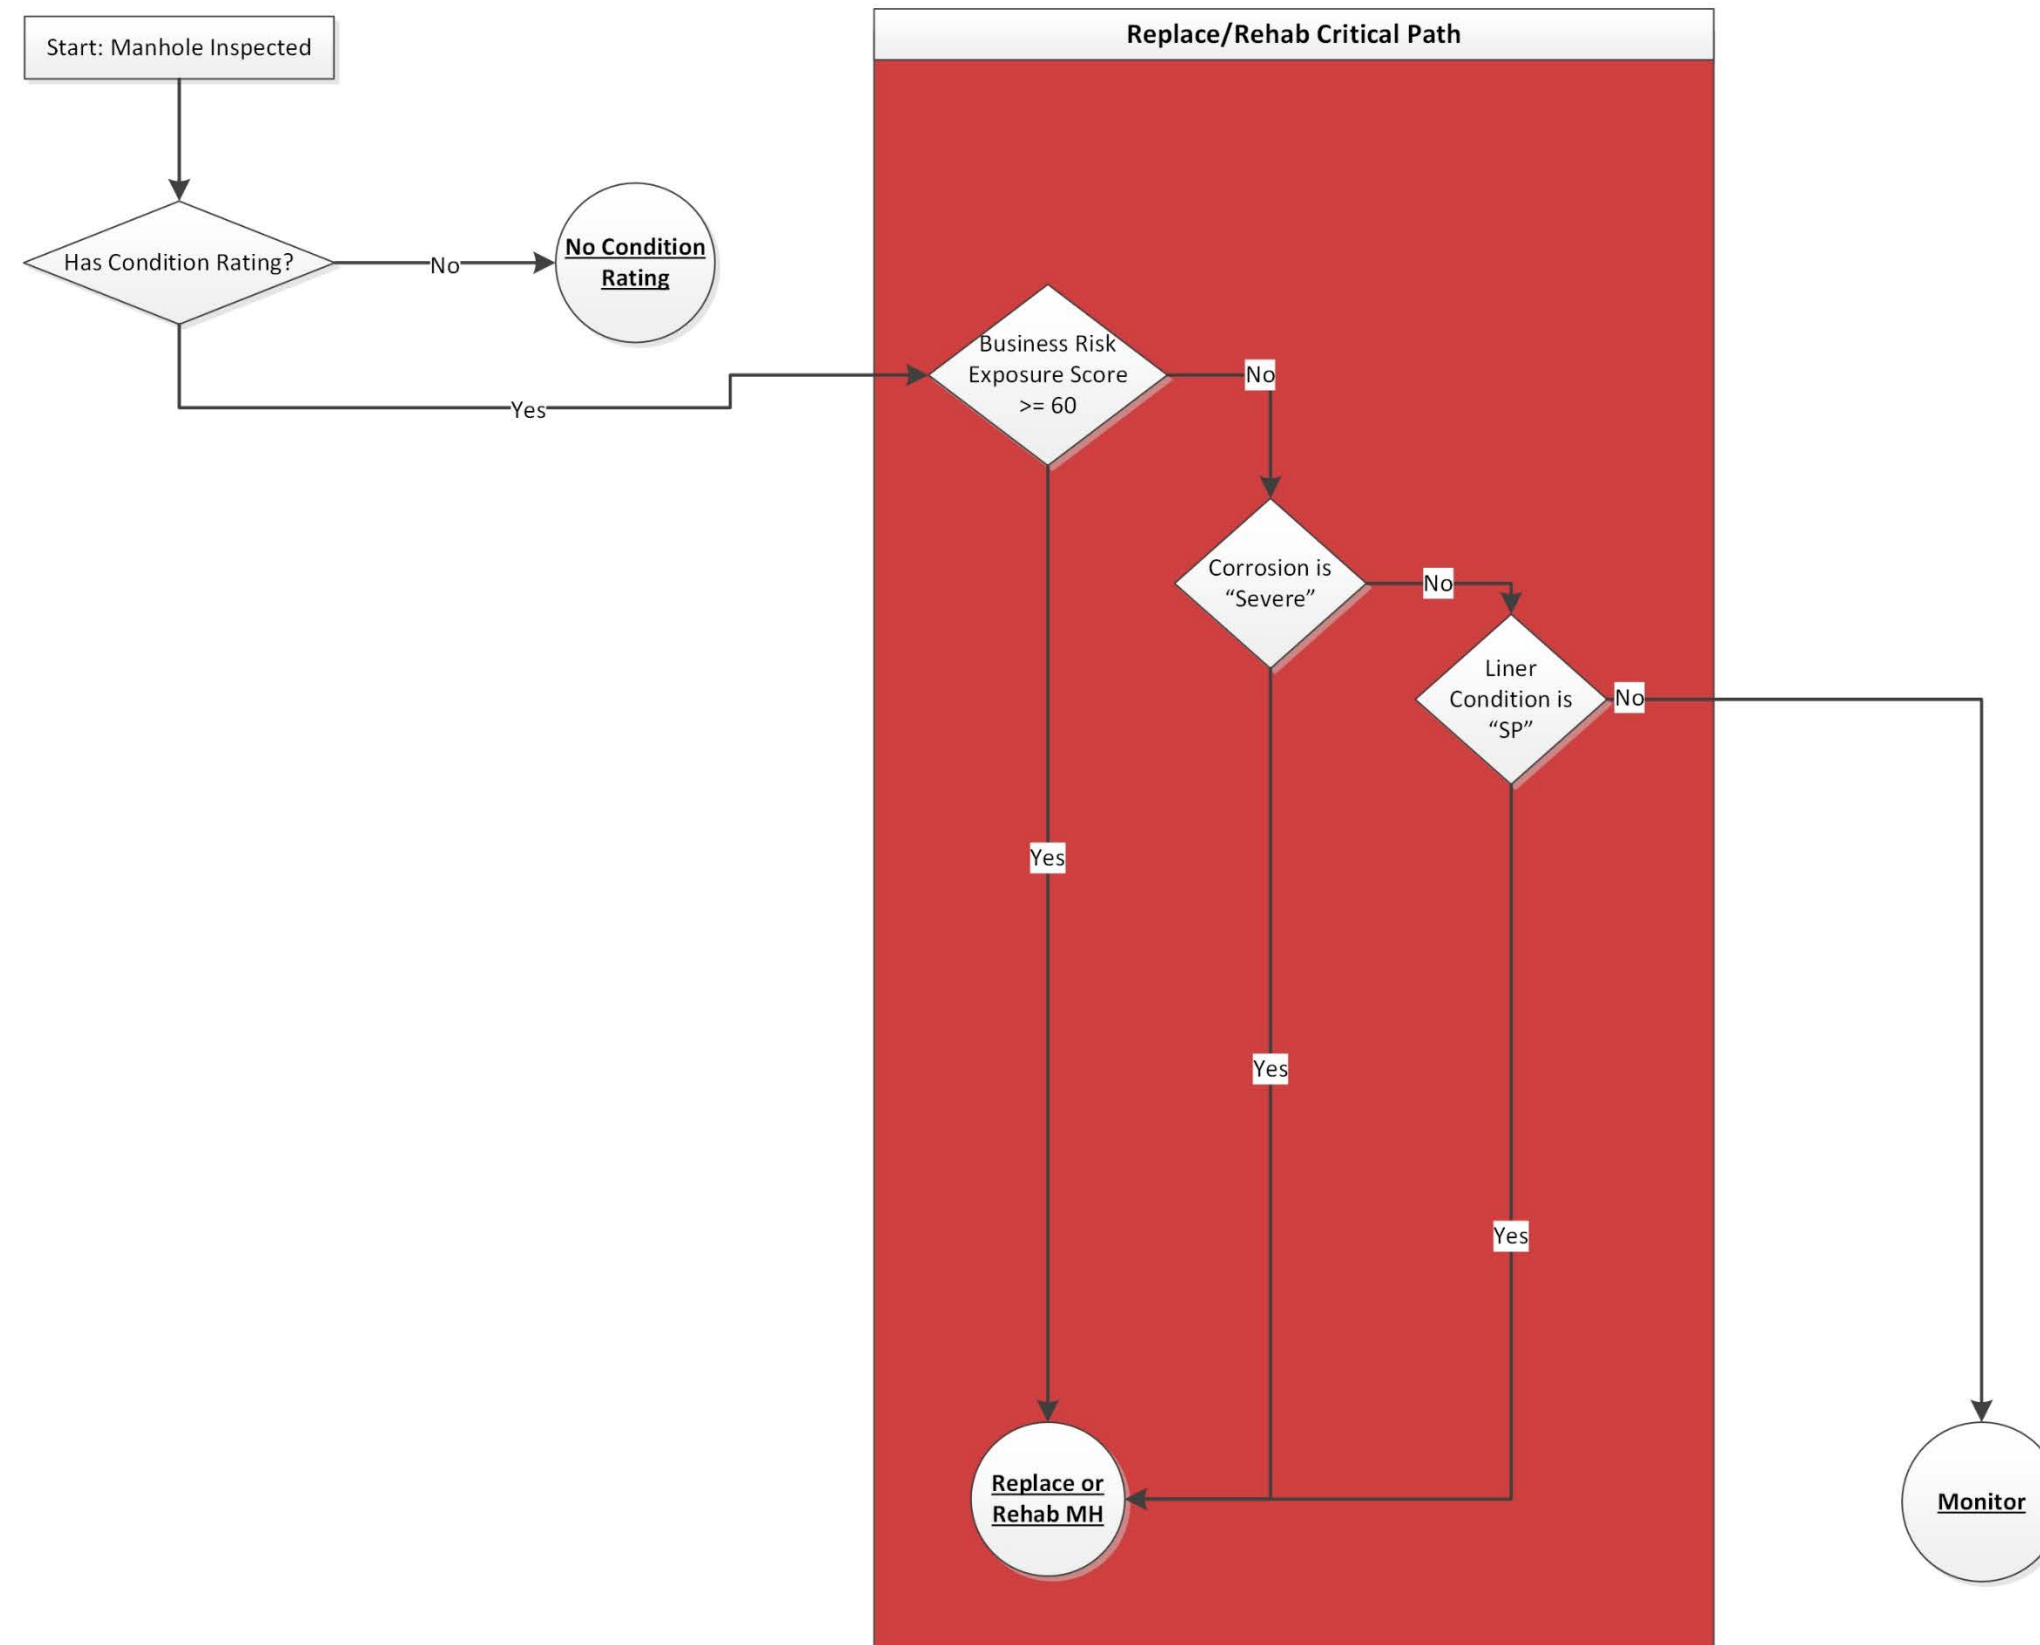 Start: Manhole Inspected
Replace/Rehab Critical Path
Has Condition Rating?
No
No Condition
Rating
Yes
Business Risk
Exposure Score
>= 60
No
Corrosion is
“Severe”
No
Liner
Condition is
“SP”
No
Yes
Yes
Yes
Replace or
Rehab MH
Monitor